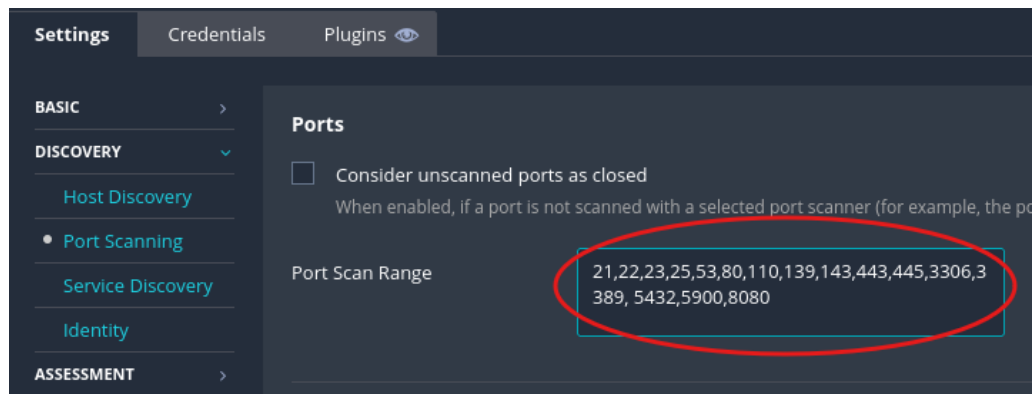 Settings Credentials Plugins
BASIC
DISCOVERY
Host Discovery
Port Scanning
Service Discovery
Identity
ASSESSMENT
Ports
Consider unscanned ports as closed
When enabled, if a port is not scanned with a selected port scanner (for example, the
Port Scan Range
21,22,23,25,53,80,110,139,143,443,445,3306,3
389, 5432,5900,8080